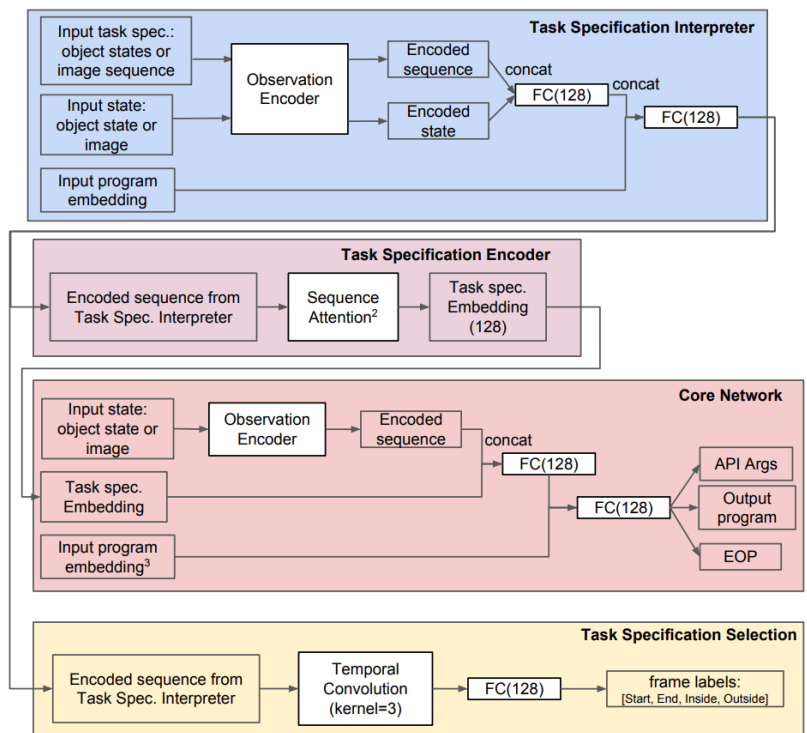 Task Specification Interpreter
Input task spec.:
object states or
image sequence
Observation
Encoder
Encoded
sequence
concat
FC(128)
concat
FC(128)
Input state:
object state or
image
Encoded
state
Input program
embedding
Task Specification Encoder
Encoded sequence from
Task Spec. Interpreter
Sequence
Attention2
Task spec.
Embedding
(128)
Core Network
Input state:
object state or
image
Observation
Encoder
Encoded
sequence
concat
FC(128)
Task spec.
Embedding
FC(128)
API Args
Output
program
EOP
Input program
embedding3
Task Specification Selection
Encoded sequence from
Task Spec. Interpreter
Temporal
Convolution
(kernel=3)
FC(128)
frame labels:
[Start, End, Inside, Outside]